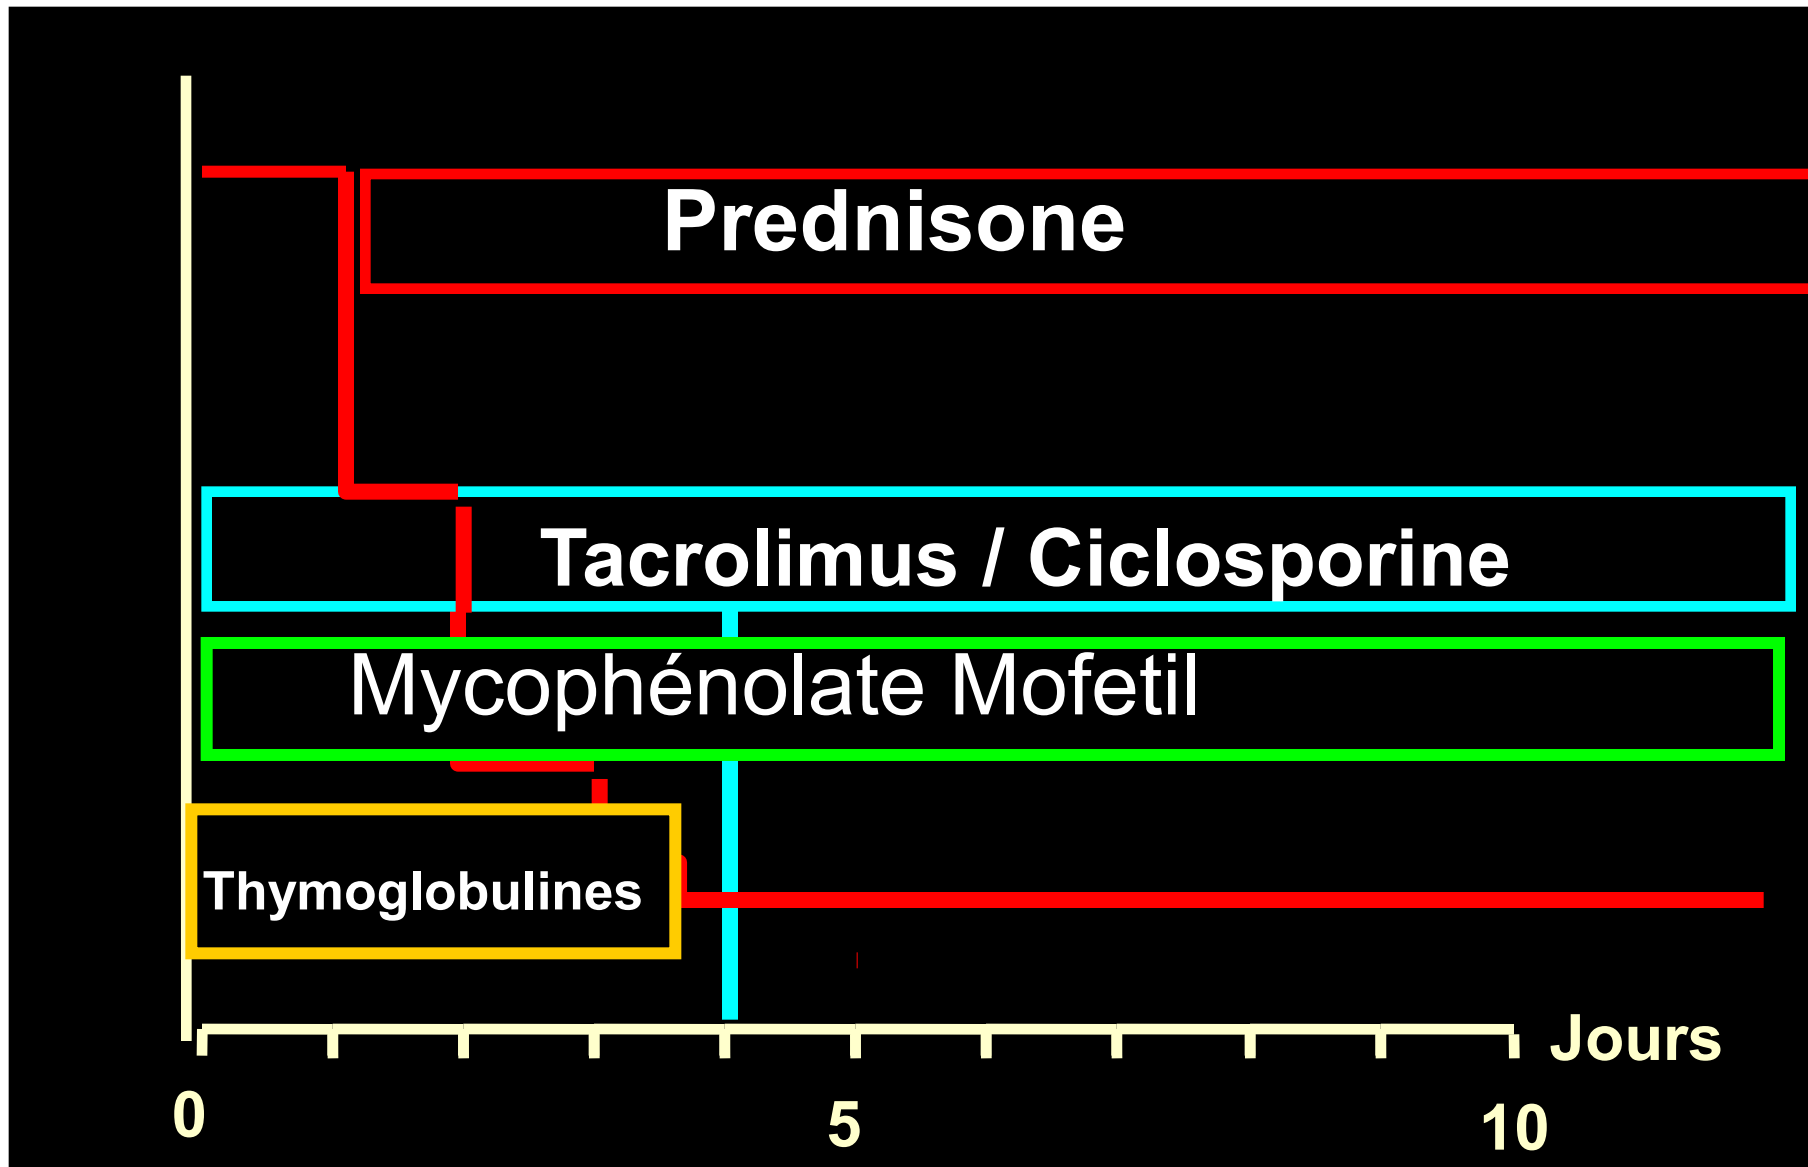 Prednisone
Tacrolimus / Ciclosporine
Mycophénolate Mofetil
Thymoglobulines
Jours
0
5
10